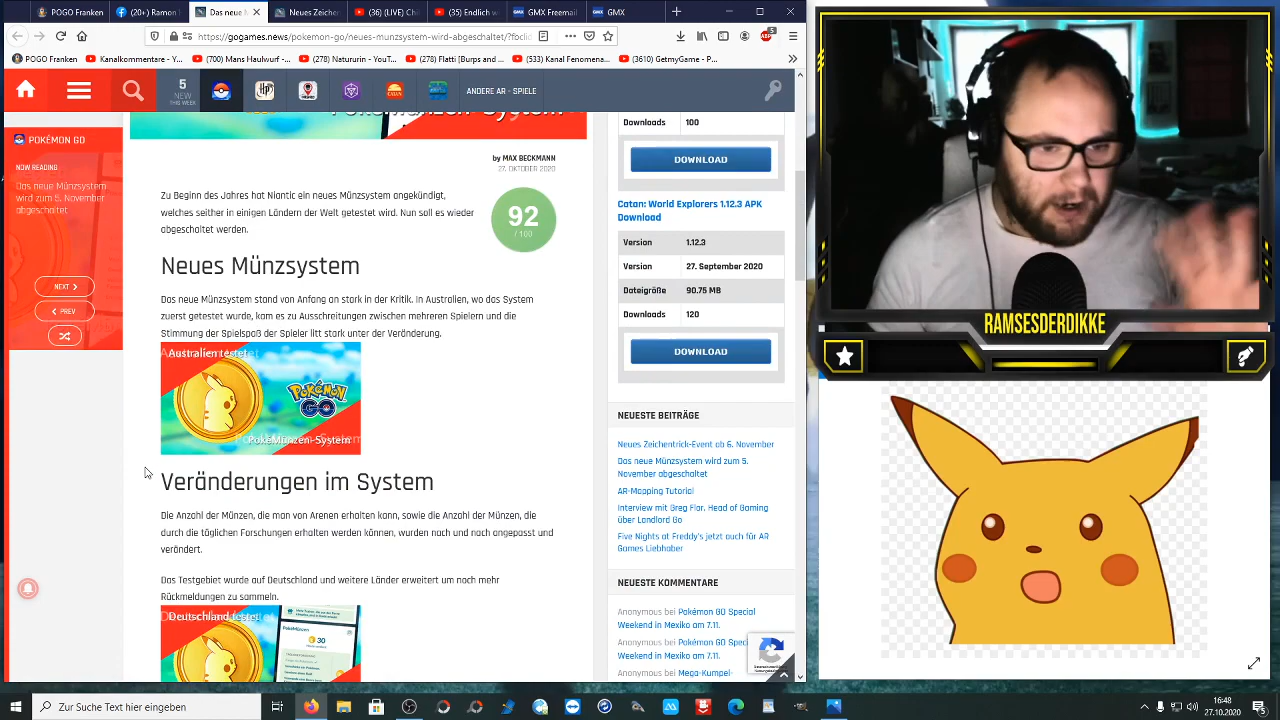 POGO Franken
(20+) Ramon
Das neue
Neues Zeichen
(36) (LIVE) Ch
(35) Endlich w
GMX Freemail
GMX
https://gogames.news/pokemon_go/neues-muenzsystem-wird-abgeschaltet/?fbclid
POGO Franken
Kanalkommentare - Y...
(700) Mans Haulwurf -...
(278) Natururin - YouT...
(278) Flatti [Burps and ...
(533) Kanal Fenomena...
(3610) GetmyGame - P...
5
NEW
THIS WEEK
ANDERE AR - SPIELE
POKÉMON GO
NOW READING:
Das neue Münzsystem
wird zum 5. November
abgeschaltet
NEXT
PREV
by MAX BECKMANN
27. OKTOBER 2020
Zu Beginn des Jahres hat Niantic ein neues Münzsystem angekündigt,
welches seither in einigen Ländern der Welt getestet wird. Nun soll es wieder
abgeschaltet werden.
92
/ 100
Neues Münzsystem
Das neue Münzsystem stand von Anfang an stark in der Kritik. In Australien, wo das System
zuerst getestet wurde, kam es zu Ausschreitungen zwischen mehreren Spielern und die
Stimmung der Spielspaß der Spieler litt stark unter der Veränderung.
Australien testet
POKéMON
GO
PokéMünzen-System
Veränderungen im System
Die Anzahl der Münzen, die man von Arenen erhalten kann, sowie die Anzahl der Münzen, die
durch die täglichen Forschungen erhalten werden können, wurden nach und nach angepasst und
verändert.
Das Testgebiet wurde auf Deutschland und weitere Länder erweitert um noch mehr
Rückmeldungen zu sammeln.
Deutschland testet
PokéMünzen
30
Downloads 100
DOWNLOAD
Catan: World Explorers 1.12.3 APK
Download
Version 1.12.3
Version 27. September 2020
Dateigröße 90.75 MB
Downloads 120
DOWNLOAD
NEUESTE BEITRÄGE
Neues Zeichentrick-Event ab 6. November
Das neue Münzsystem wird zum 5.
November abgeschaltet
AR-Mapping Tutorial
Interview mit Greg Flar, Head of Gaming
über Landlord Go
Five Nights at Freddy's jetzt auch für AR
Games Liebhaber
NEUESTE KOMMENTARE
Anonymous bei Pokémon GO Special
Weekend in Mexiko am 7.11.
Anonymous bei Pokémon GO Spec
Weekend in Mexiko am 7.11.
Anonymous bei Mega-Kumpel-
RAMSESDERDIKKE
Zur Suche Text hier eingeben
16:48
27.10.2020